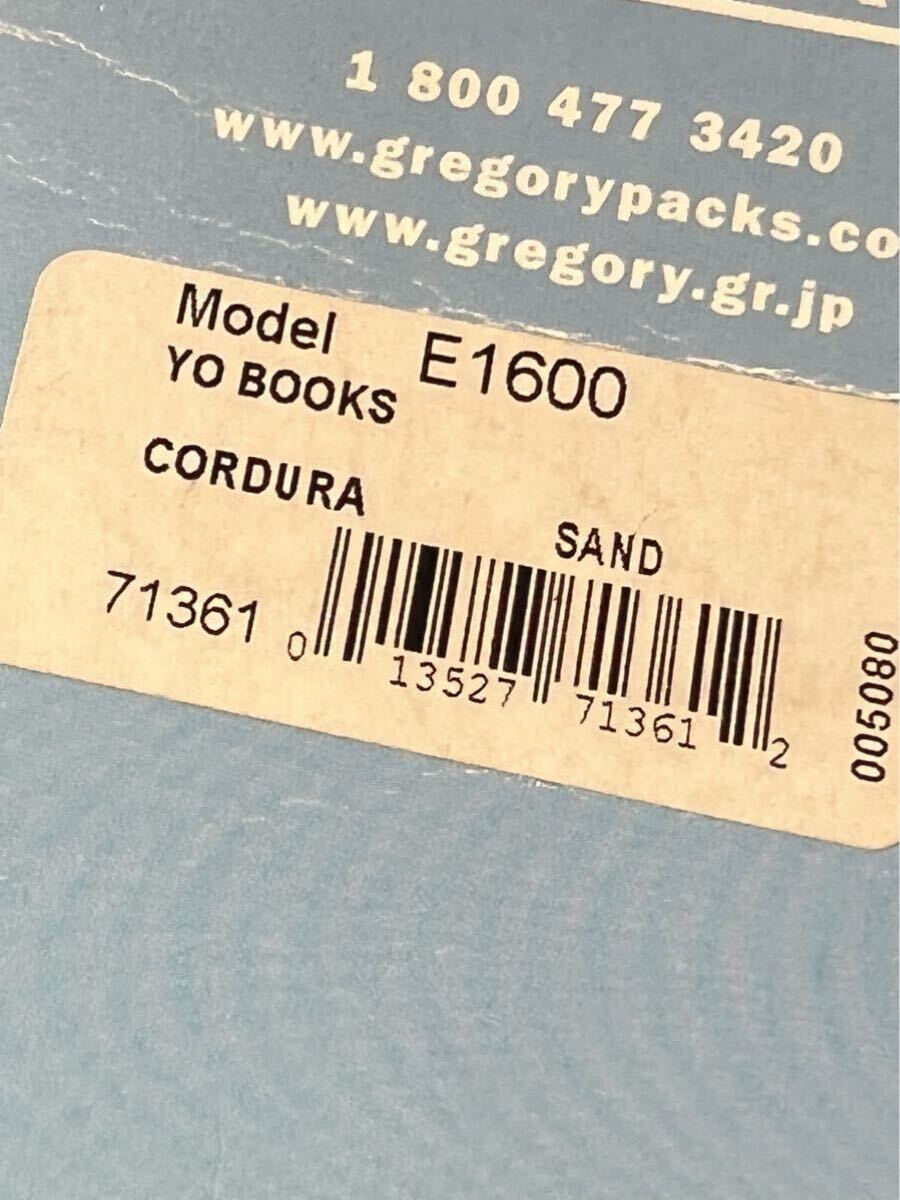 1 800 477 3420
www.gregorypacks.co
www.gregory.gr.jp
Model E1600
YO BOOKS
CORDURA
SAND
71361
0 13527 71361 2
005080